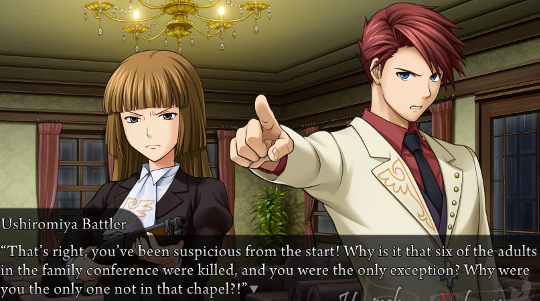 Ushiromiya Battler
“That's right, you've been suspicious from the start! Why is it that six of the adults
in the family conference were killed, and you were the only exception? Why were
you the only one not in that chapel?!”